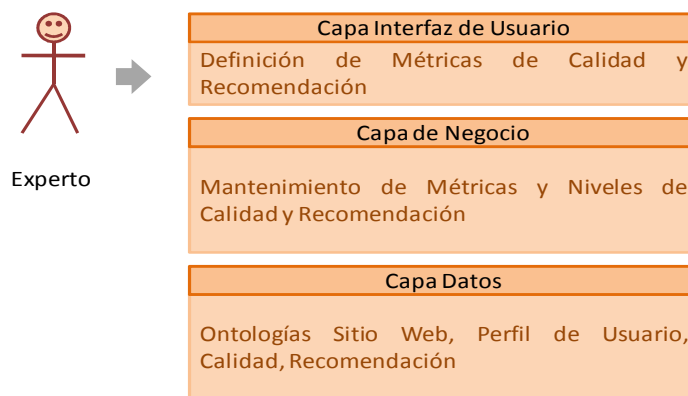 Capa Interfaz de Usuario
Definición de Métricas de Calidad y
Recomendación
Capa de Negocio
Experto
Mantenimiento de Métricas y Niveles de
Calidad y Recomendación
Capa Datos
Ontologías Sitio Web, Perfil de Usuario,
Calidad, Recomendación